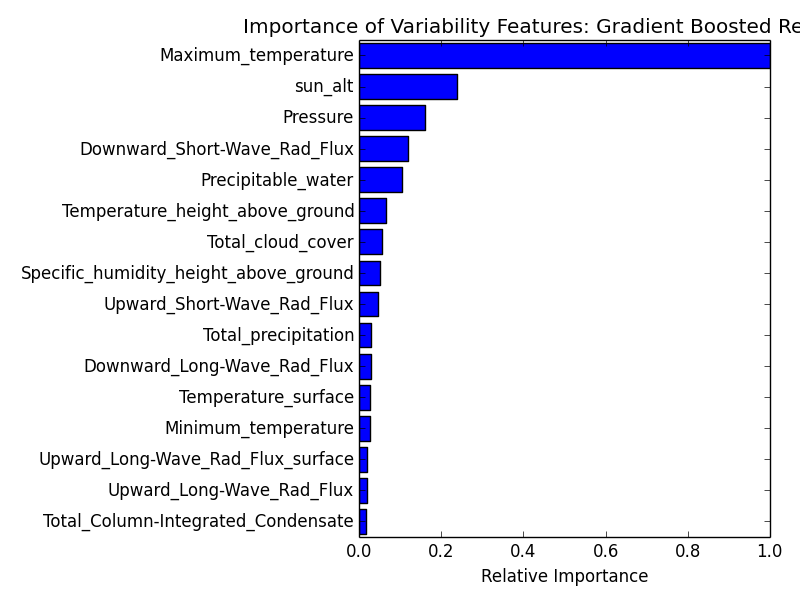 Importance of Variability Features: Gradient Boosted Re
Maximum_temperature
sun_alt
Pressure
Downward_Short-Wave_Rad_Flux
Precipitable_water
Temperature_height_above_ground
Total_cloud_cover
Specific_humidity_height_above_ground
Upward_Short-Wave_Rad_Flux
Total_precipitation
Downward_Long-Wave_Rad_Flux
Temperature_surface
Minimum_temperature
Upward_Long-Wave_Rad_Flux_surface
Upward_Long-Wave_Rad_Flux
Total_Column-Integrated_Condensate
0.0 0.2 0.4 0.6 0.8 1.0
Relative Importance